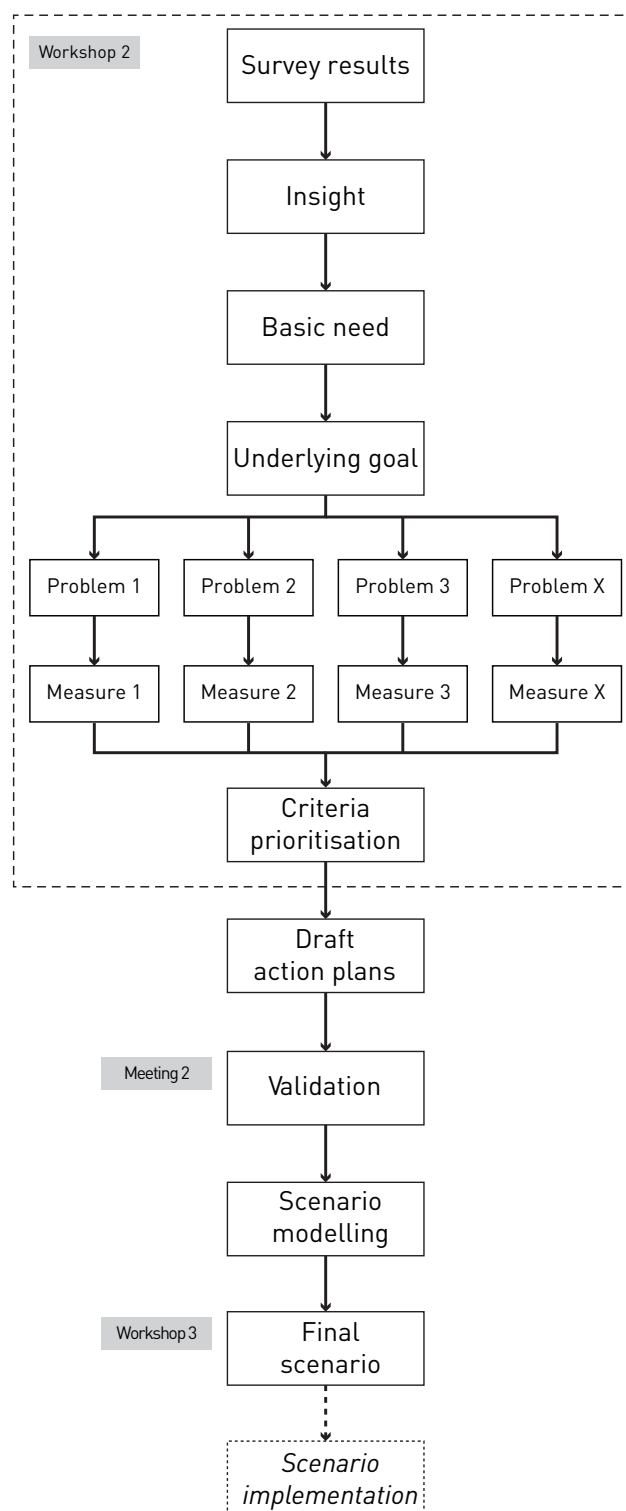 Workshop 2
Survey results
Insight
Basic need
Underlying goal
Problem 1
Problem 2
Problem 3
Problem X
Measure 1
Measure 2
Measure 3
Measure X
Criteria
prioritisation
Draft
action plans
Meeting 2
Validation
Scenario
modelling
Workshop 3
Final
scenario
Scenario
implementation